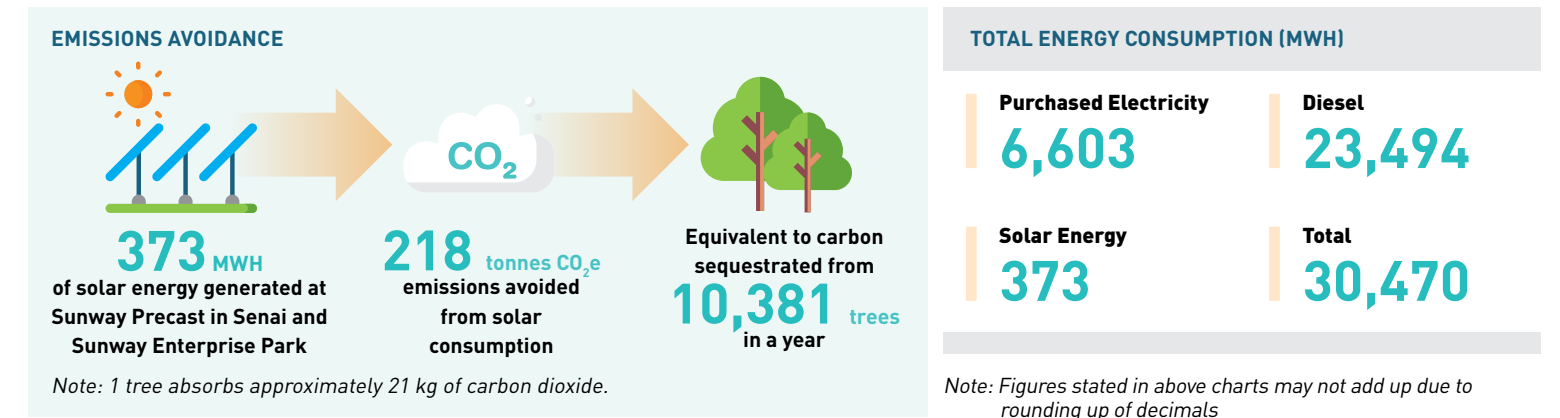 EMISSIONS AVOIDANCE
CO₂
373 MWH
of solar energy generated at
Sunway Precast in Senai and
Sunway Enterprise Park
218 tonnes CO₂e
emissions avoided
from solar
consumption
Equivalent to carbon
sequestrated from
10,381 trees
in a year
Note: 1 tree absorbs approximately 21 kg of carbon dioxide.
TOTAL ENERGY CONSUMPTION (MWH)
Purchased Electricity
6,603
Diesel
23,494
Solar Energy
373
Total
30,470
Note: Figures stated in above charts may not add up due to
rounding up of decimals